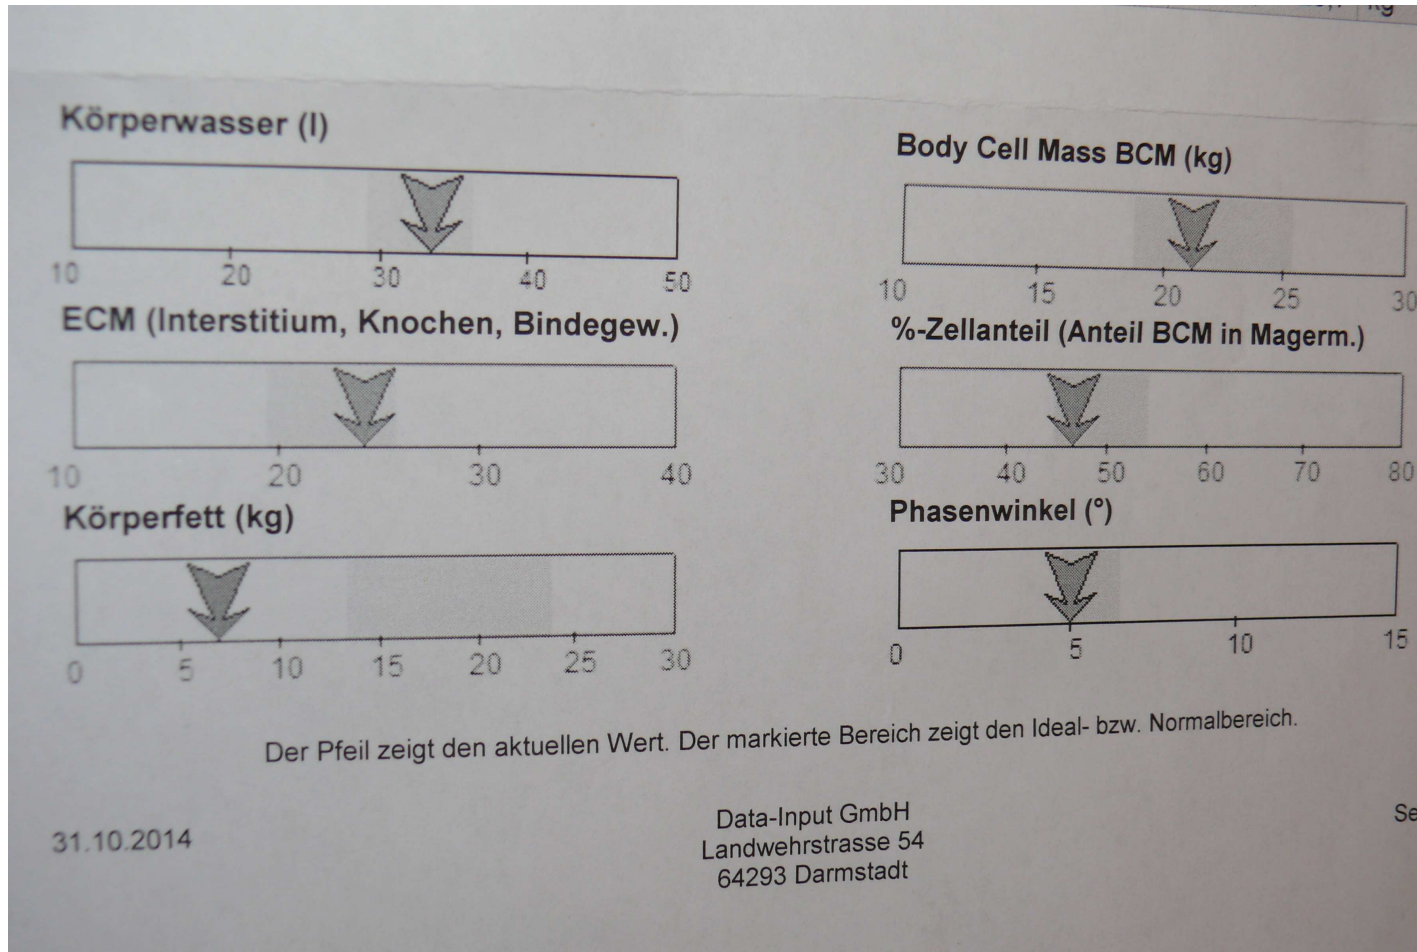 kg
Körperwasser (l)
10 20 30 40 50
ECM (Interstitium, Knochen, Bindegew.)
10 20 30 40
Körperfett (kg)
0 5 10 15 20 25 30
Body Cell Mass BCM (kg)
10 15 20 25 30
%-Zellanteil (Anteil BCM in Magerm.)
30 40 50 60 70 80
Phasenwinkel (°)
0 5 10 15
Der Pfeil zeigt den aktuellen Wert. Der markierte Bereich zeigt den Ideal- bzw. Normalbereich.
31.10.2014
Data-Input GmbH
Landwehrstrasse 54
64293 Darmstadt